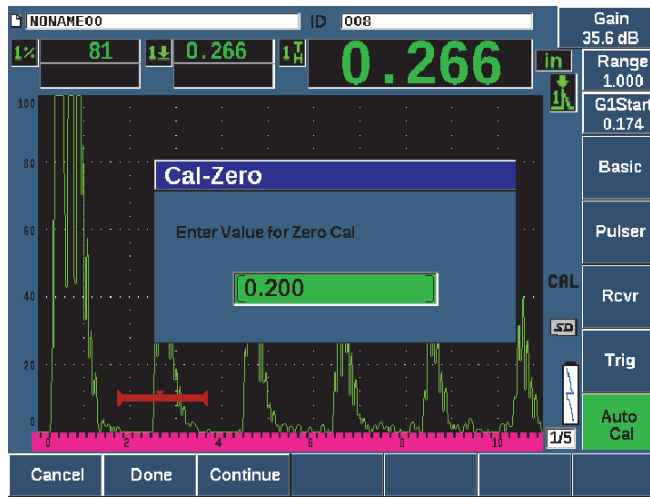 NONAME00 ID 008
1% 81 1 0.266 1TH 0.266 in
Gain
35.6 dB
Range
1.000
G1Start
0.174
Basic
Pulser
Rcvr
Trig
Auto
Cal
100
80
60
40
20
0
Cal-Zero
Enter Value for Zero Cal
0.200
CAL
SD
0 2 4 6 8 10
1/5
Cancel Done Continue